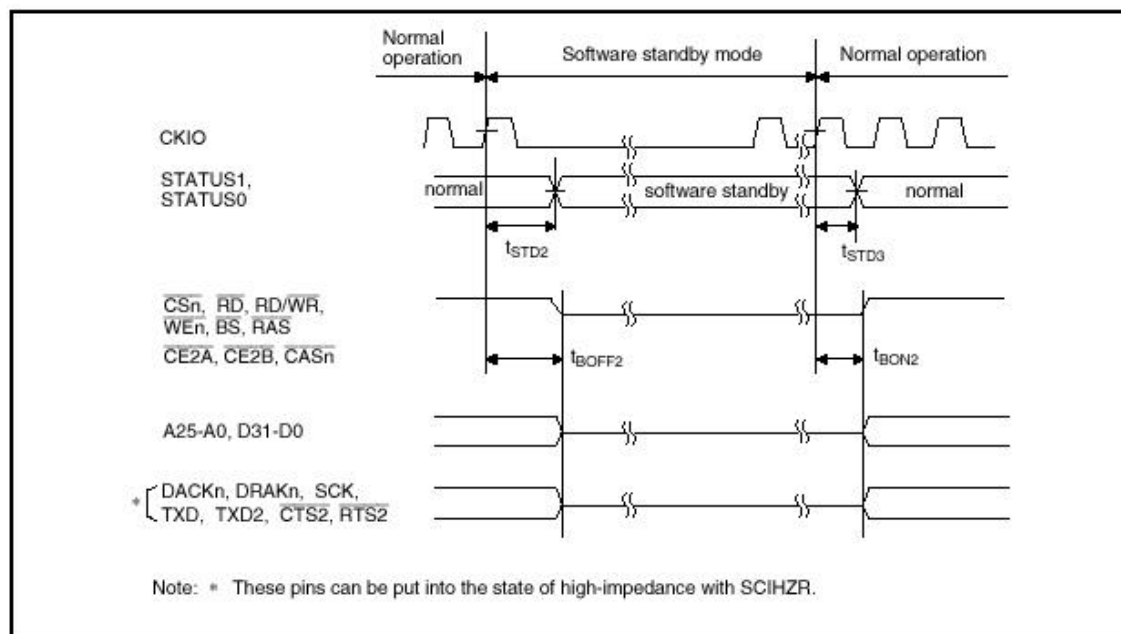 Normal operation Software standby mode Normal operation
CKIO
STATUS1, STATUS0 normal software standby normal
tSTD2 tSTD3
CSn, RD, RD/WR,
WEn, BS, RAS
CE2A, CE2B, CASn
tBOFF2 tBON2
A25-A0, D31-D0
* DACKn, DRAKn, SCK,
TXD, TXD2, CTS2, RTS2
Note: * These pins can be put into the state of high-impedance with SCIHZR.